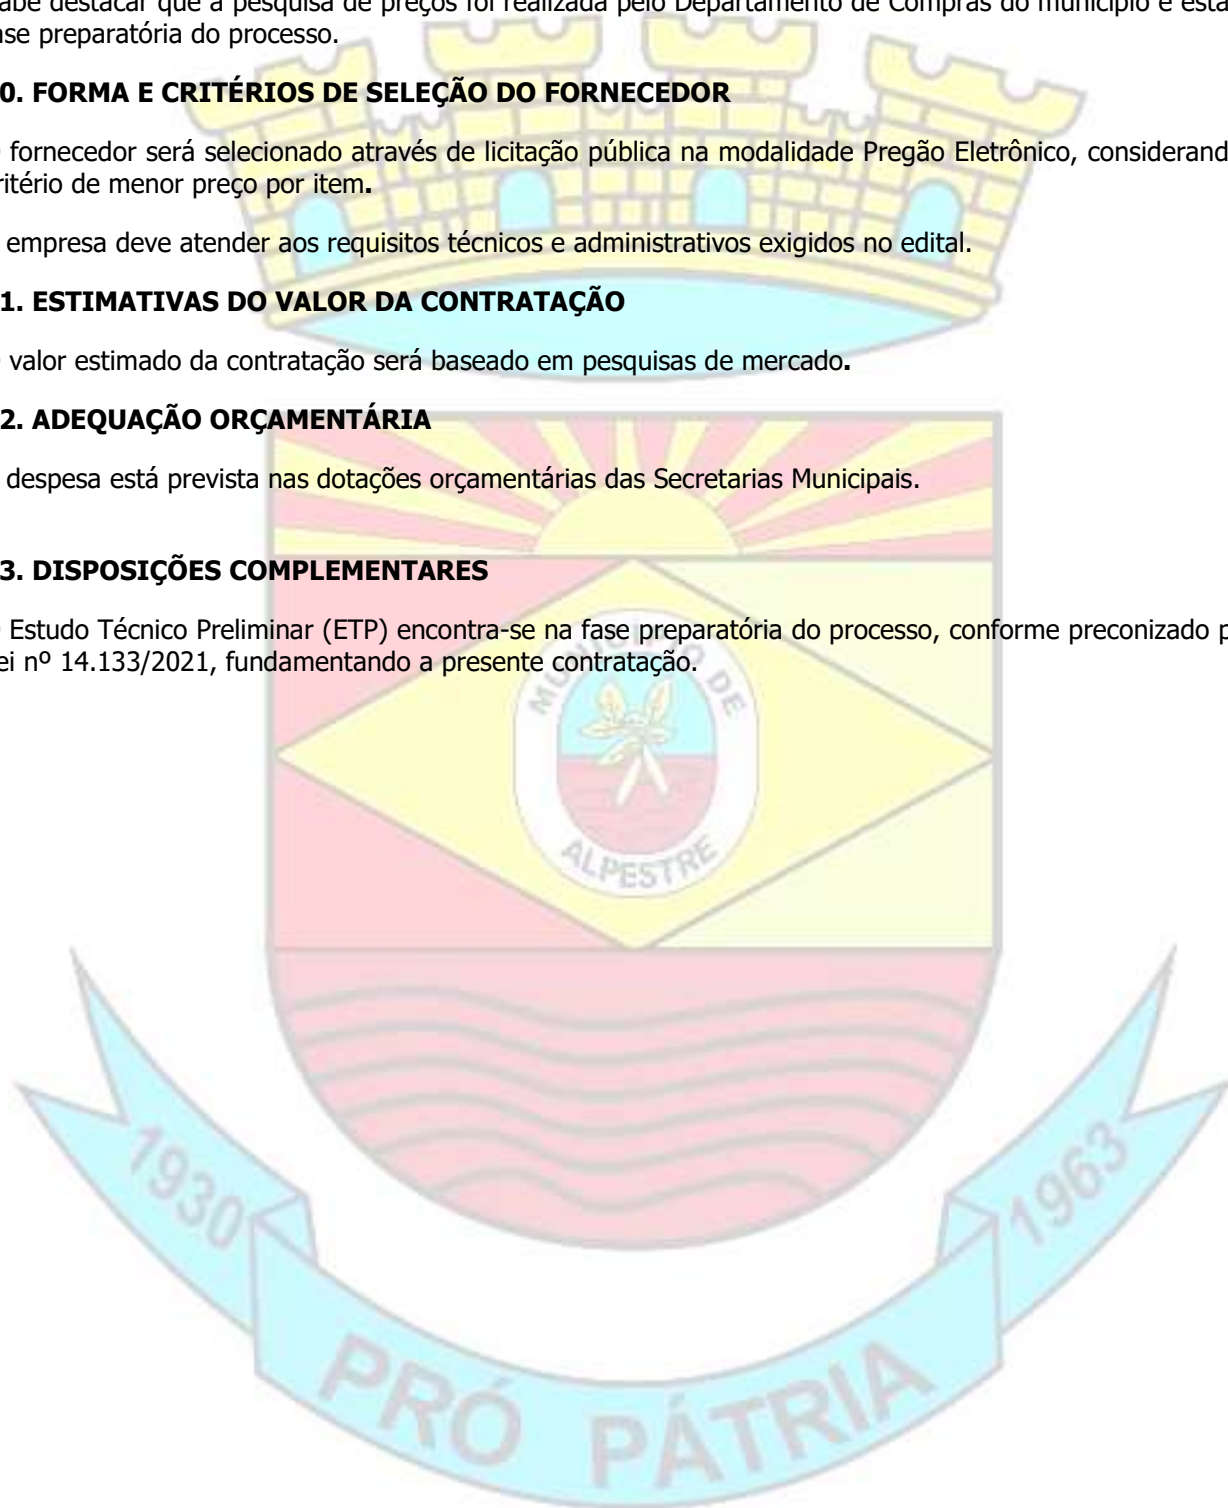 abe destacar que a pesquisa de preços foi realizada pelo Departamento de Compras do município e está
ase preparatória do processo.
0. FORMA E CRITÉRIOS DE SELEÇÃO DO FORNECEDOR
fornecedor será selecionado através de licitação pública na modalidade Pregão Eletrônico, considerand
ritério de menor preço por item.
empresa deve atender aos requisitos técnicos e administrativos exigidos no edital.
1. ESTIMATIVAS DO VALOR DA CONTRATAÇÃO
valor estimado da contratação será baseado em pesquisas de mercado.
2. ADEQUAÇÃO ORÇAMENTÁRIA
despesa está prevista nas dotações orçamentárias das Secretarias Municipais.
3. DISPOSIÇÕES COMPLEMENTARES
Estudo Técnico Preliminar (ETP) encontra-se na fase preparatória do processo, conforme preconizado p
ei nº 14.133/2021, fundamentando a presente contratação.
MUNICÍPIO DE
ALPESTRE
1930
1963
PRÓ PÁTRIA